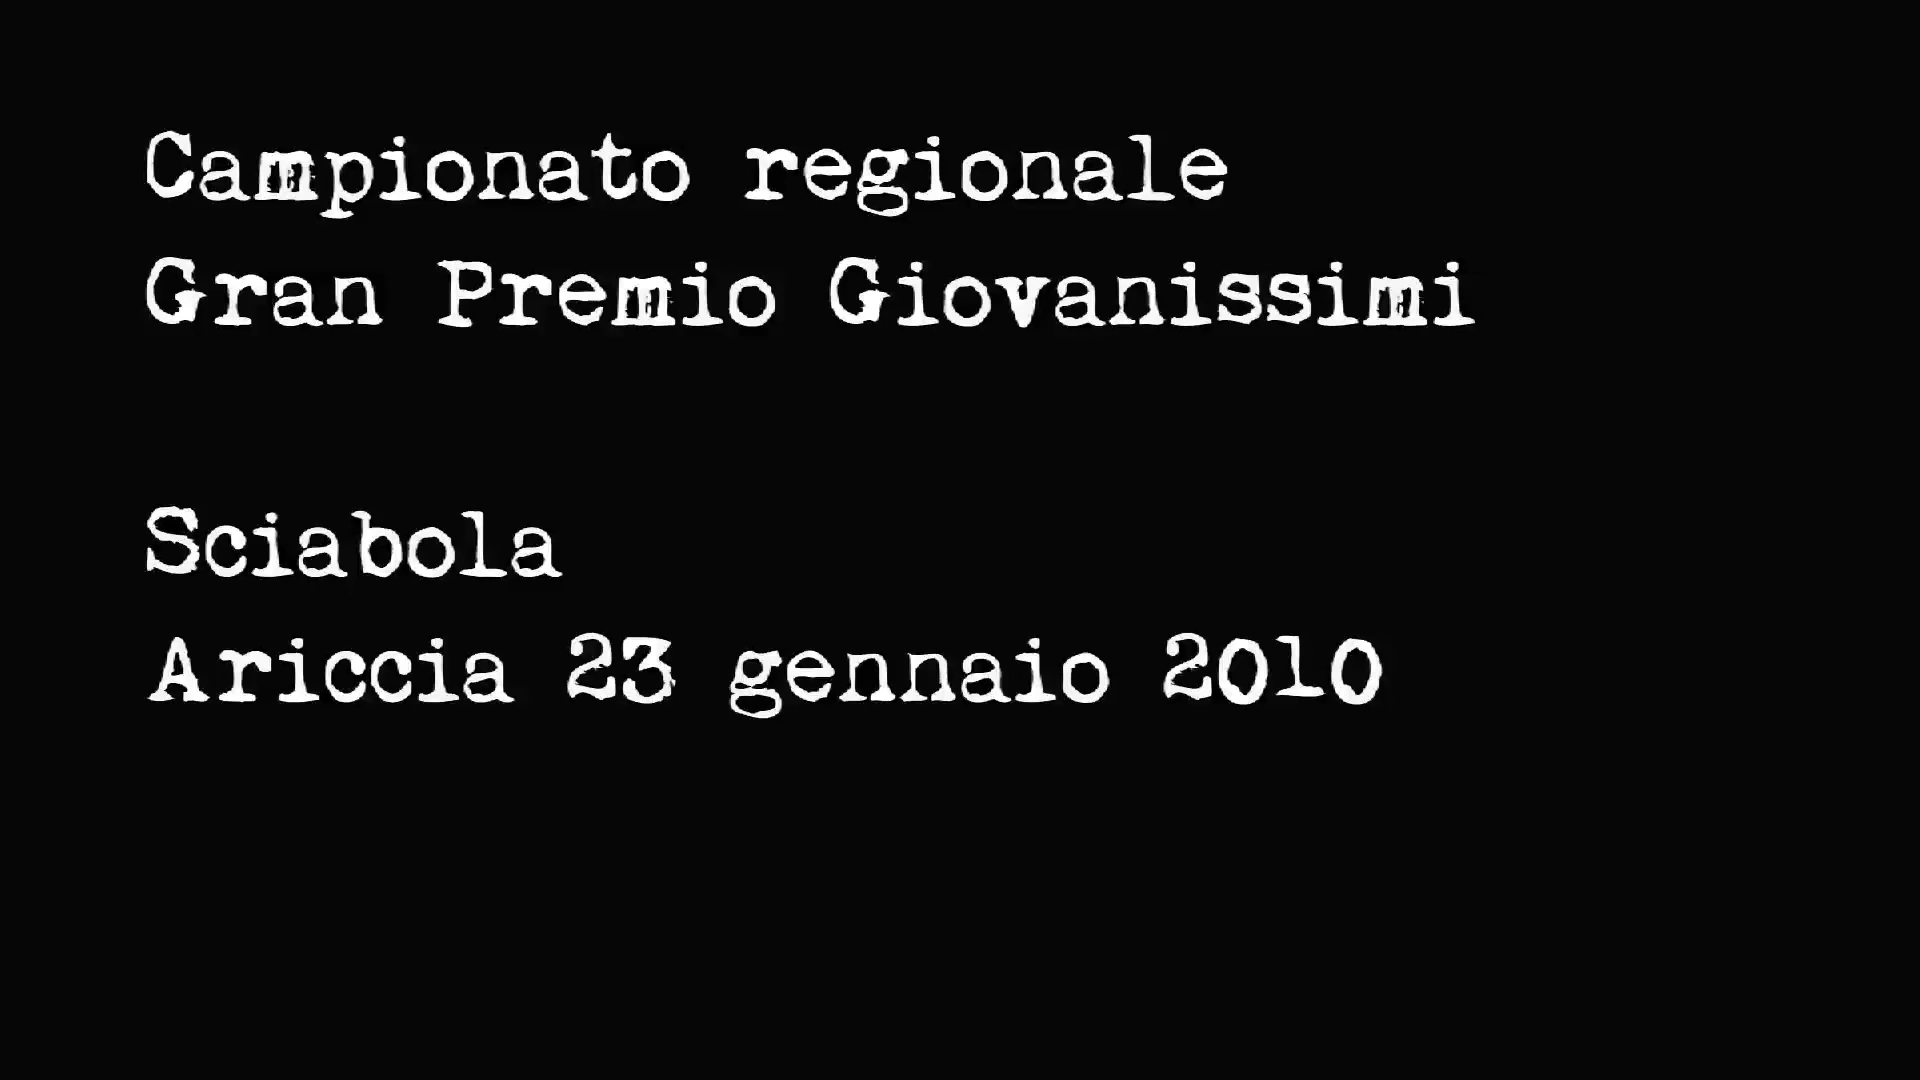 Campionato regionale
Gran Premio Giovanissimi
Sciabola
Ariccia 23 gennaio 2010